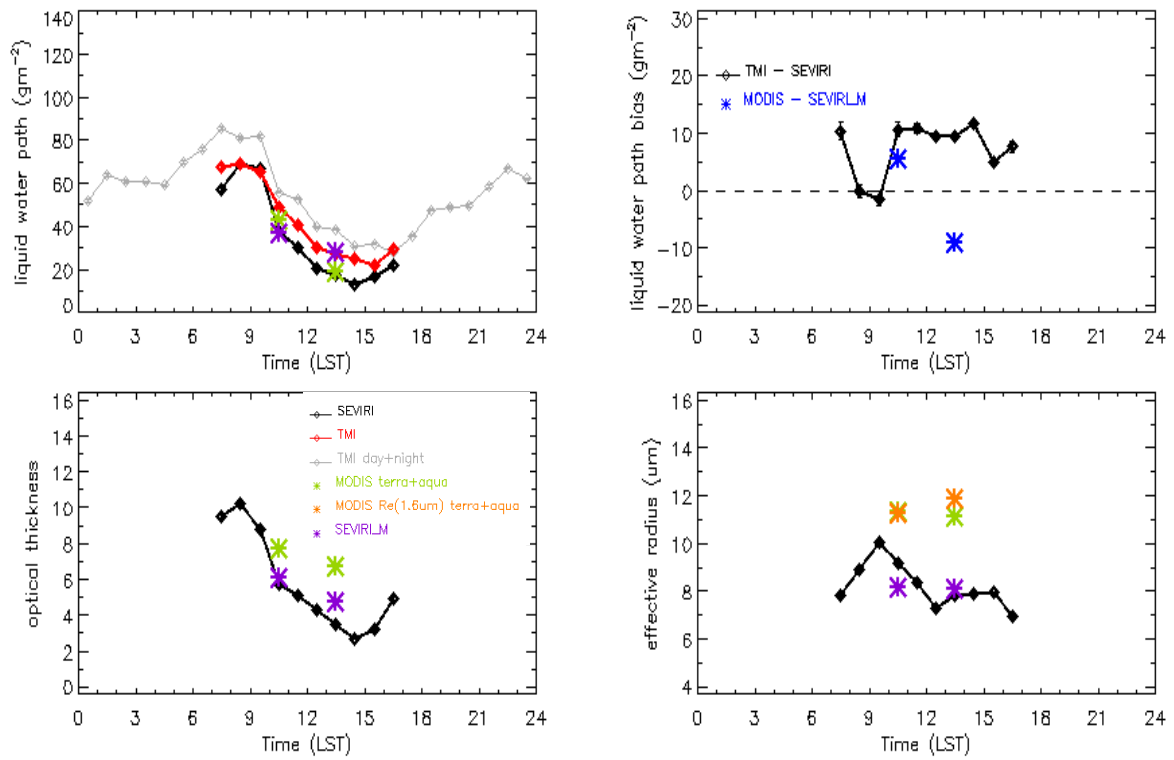 liquid water path (gm−2)
140
120
100
80
60
40
20
0
0 3 6 9 12 15 18 21 24
Time (LST)
liquid water path bias (gm−2)
30
20
10
0
−10
−20
TMI − SEVIRI
MODIS − SEVIRI_M
0 3 6 9 12 15 18 21 24
Time (LST)
optical thickness
16
14
12
10
8
6
4
2
0
SEVIRI
TMI
TMI day+night
MODIS terra+aqua
MODIS Re(1.6um) terra+aqua
SEVIRI_M
0 3 6 9 12 15 18 21 24
Time (LST)
effective radius (um)
16
14
12
10
8
6
4
0 3 6 9 12 15 18 21 24
Time (LST)